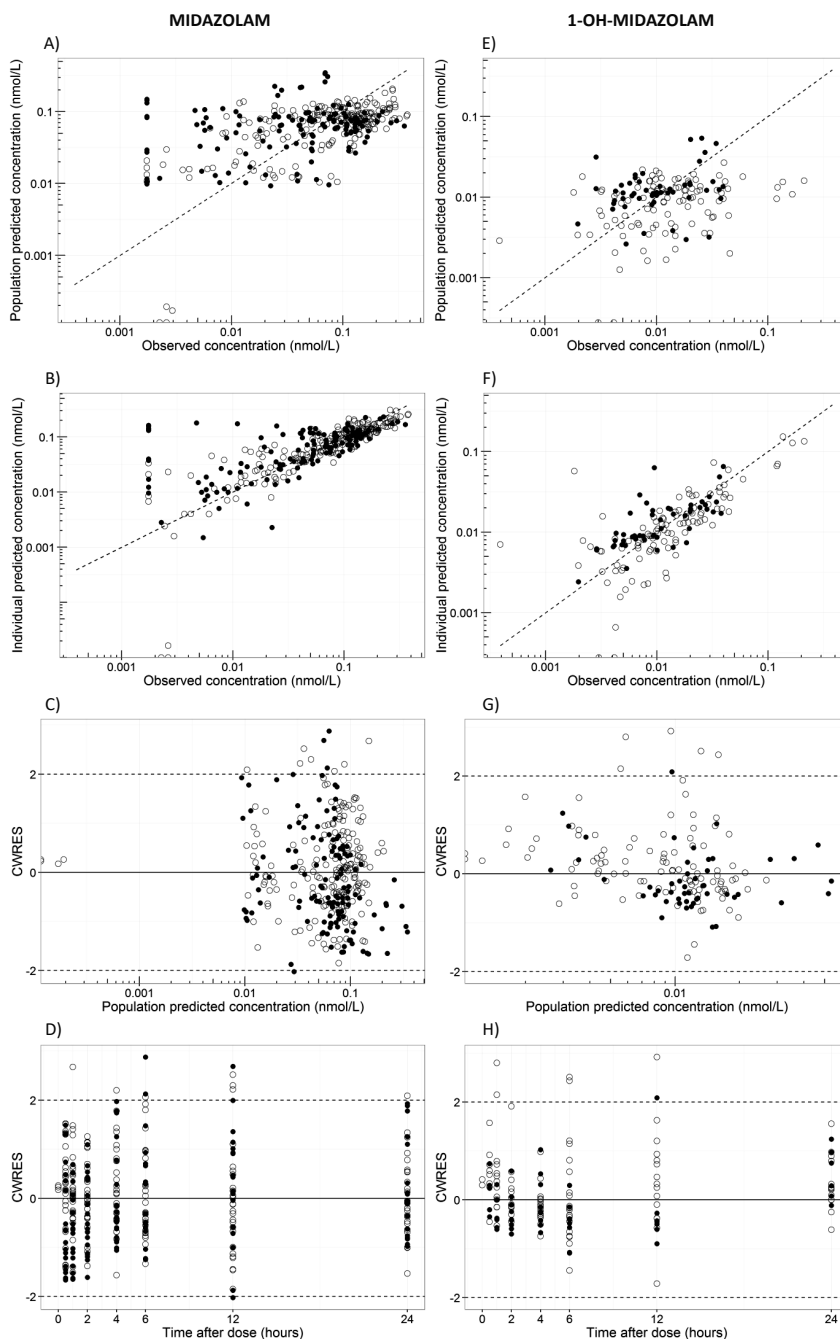 MIDAZOLAM
1-OH-MIDAZOLAM
A)
Population predicted concentration (nmol/L)
0.1
0.01
0.001
0.001 0.01 0.1
Observed concentration (nmol/L)
E)
Population predicted concentration (nmol/L)
0.1
0.01
0.001
0.001 0.01 0.1
Observed concentration (nmol/L)
B)
Individual predicted concentration (nmol/L)
0.1
0.01
0.001
0.001 0.01 0.1
Observed concentration (nmol/L)
F)
Individual predicted concentration (nmol/L)
0.1
0.01
0.001
0.001 0.01 0.1
Observed concentration (nmol/L)
C)
CWRES
2
0
-2
0.001 0.01 0.1
Population predicted concentration (nmol/L)
G)
CWRES
2
0
-2
0.01
Population predicted concentration (nmol/L)
D)
CWRES
2
0
-2
0 2 4 6 12 24
Time after dose (hours)
H)
CWRES
2
0
-2
0 2 4 6 12 24
Time after dose (hours)